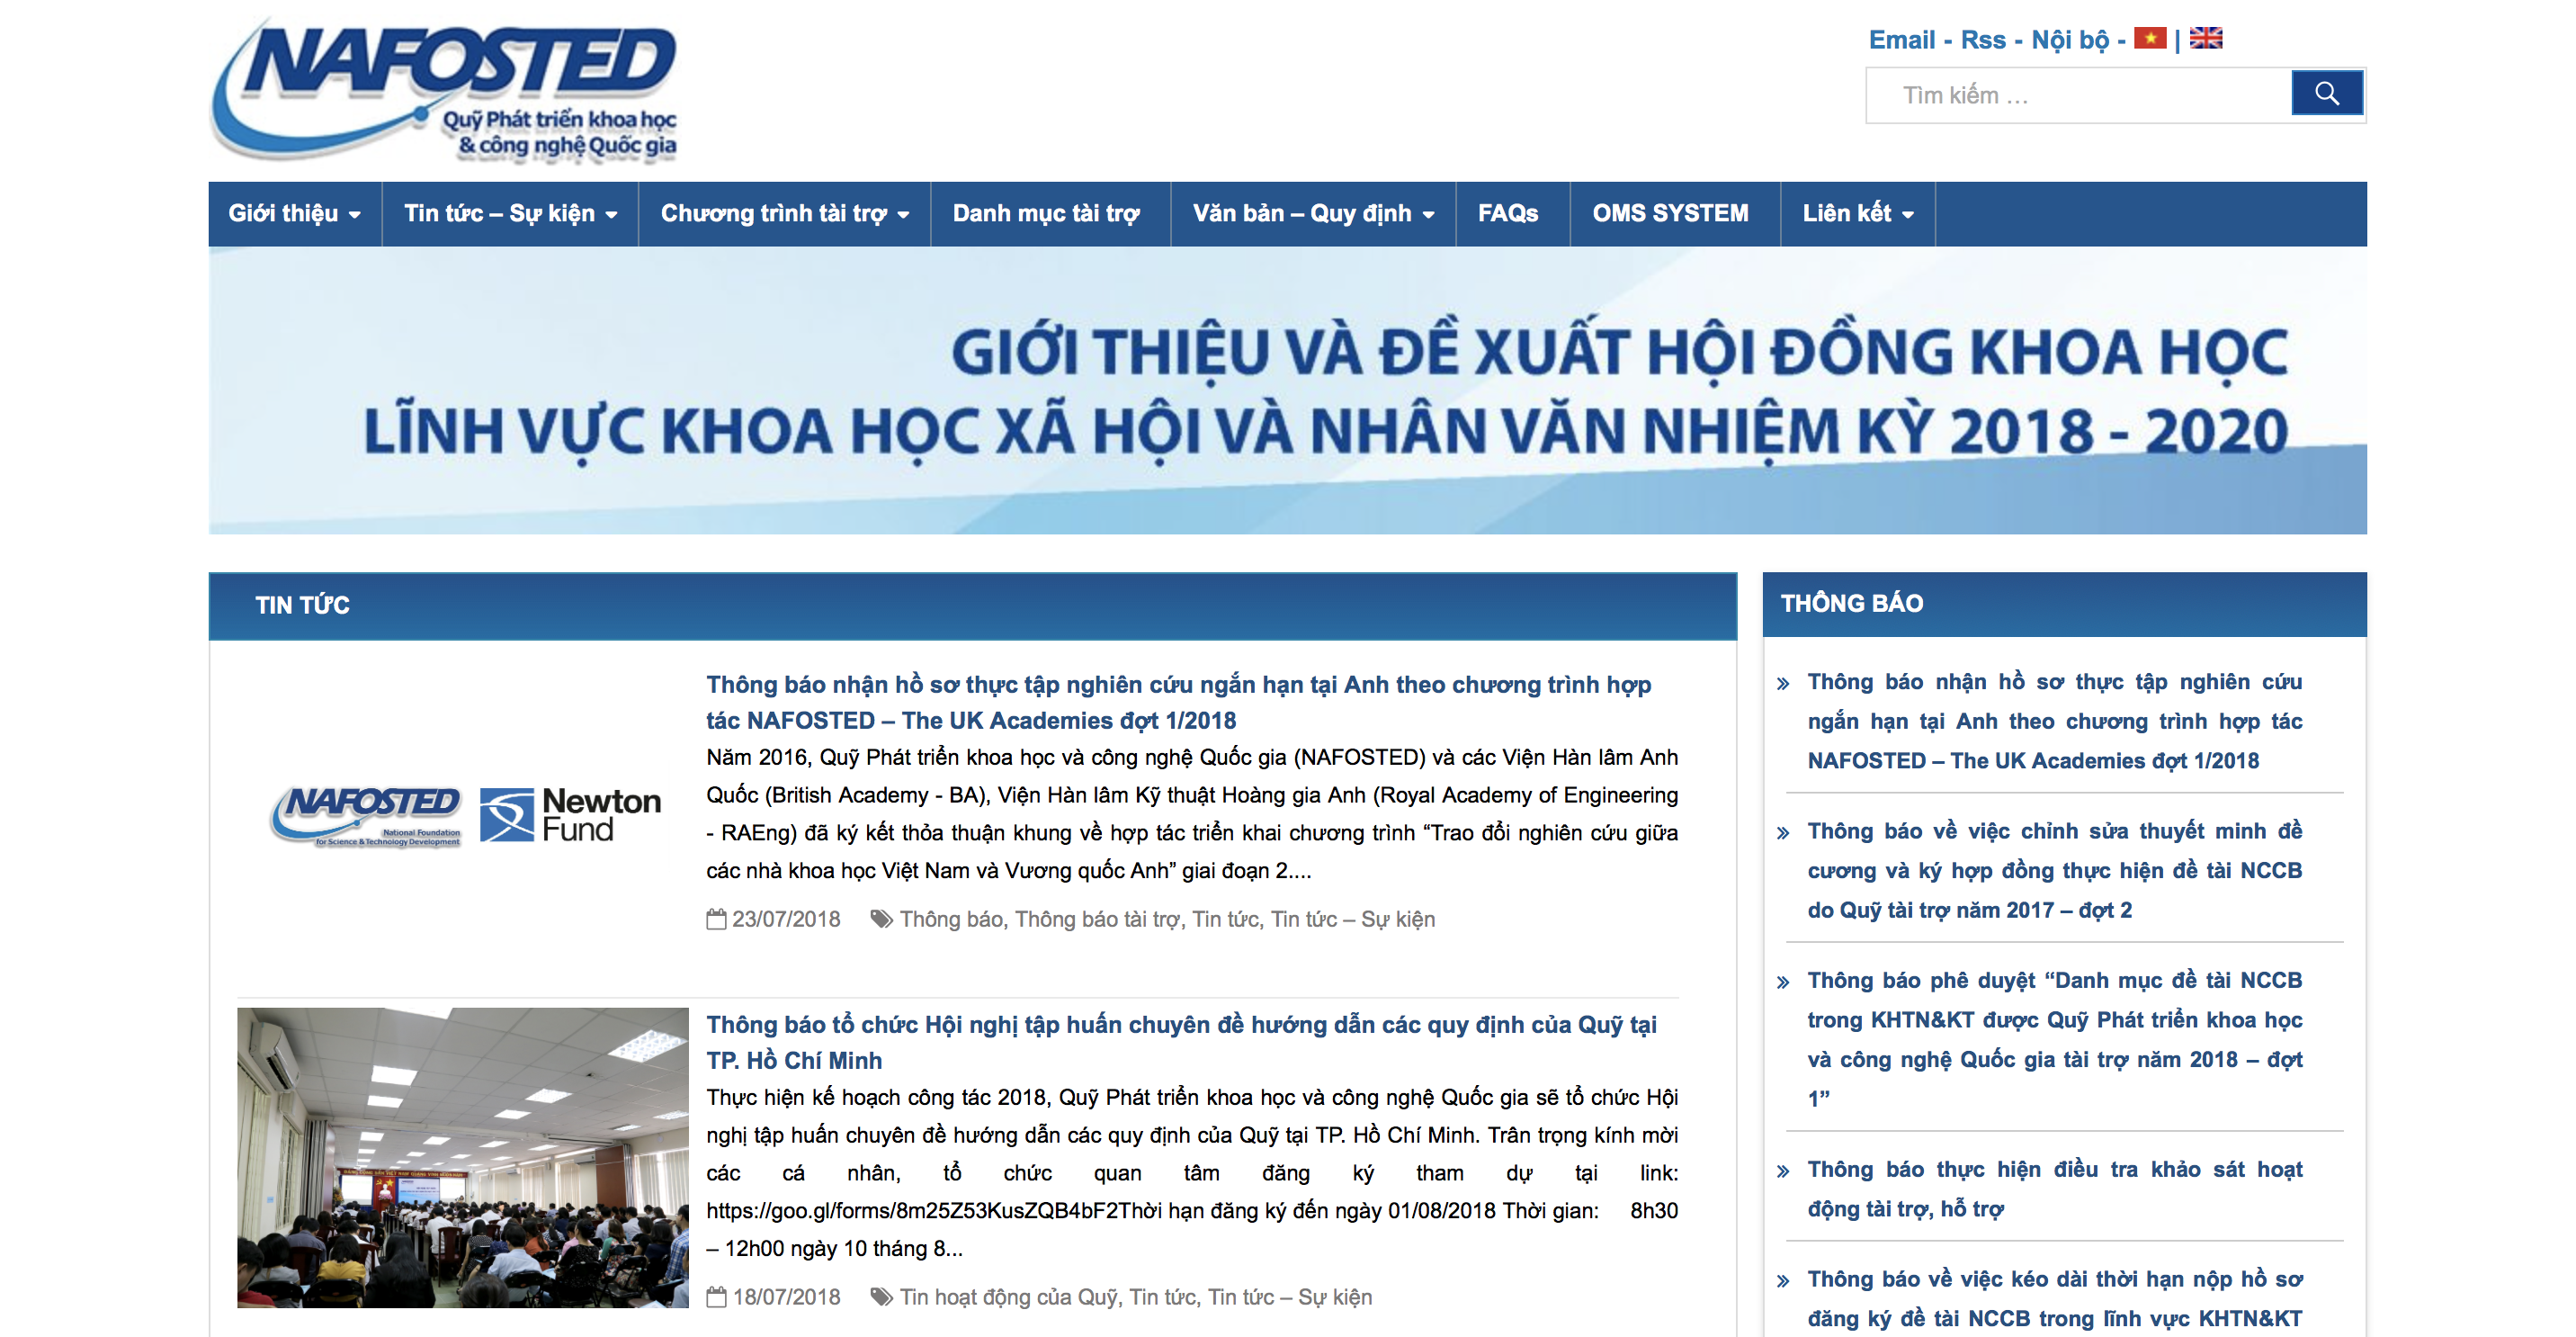 NAFOSTED
Quỹ Phát triển khoa học
& công nghệ Quốc gia
Email - Rss - Nội bộ - |
Tìm kiếm ...
Giới thiệu
Tin tức – Sự kiện
Chương trình tài trợ
Danh mục tài trợ
Văn bản – Quy định
FAQs
OMS SYSTEM
Liên kết
GIỚI THIỆU VÀ ĐỀ XUẤT HỘI ĐỒNG KHOA HỌC
LĨNH VỰC KHOA HỌC XÃ HỘI VÀ NHÂN VĂN NHIỆM KỲ 2018 - 2020
TIN TỨC
NAFOSTED
National Foundation
for Science & Technology Development
Newton
Fund
Thông báo nhận hồ sơ thực tập nghiên cứu ngắn hạn tại Anh theo chương trình hợp
tác NAFOSTED – The UK Academies đợt 1/2018
Năm 2016, Quỹ Phát triển khoa học và công nghệ Quốc gia (NAFOSTED) và các Viện Hàn lâm Anh
Quốc (British Academy - BA), Viện Hàn lâm Kỹ thuật Hoàng gia Anh (Royal Academy of Engineering
- RAEng) đã ký kết thỏa thuận khung về hợp tác triển khai chương trình “Trao đổi nghiên cứu giữa
các nhà khoa học Việt Nam và Vương quốc Anh” giai đoạn 2....
23/07/2018 Thông báo, Thông báo tài trợ, Tin tức, Tin tức – Sự kiện
Thông báo tổ chức Hội nghị tập huấn chuyên đề hướng dẫn các quy định của Quỹ tại
TP. Hồ Chí Minh
Thực hiện kế hoạch công tác 2018, Quỹ Phát triển khoa học và công nghệ Quốc gia sẽ tổ chức Hội
nghị tập huấn chuyên đề hướng dẫn các quy định của Quỹ tại TP. Hồ Chí Minh. Trân trọng kính mời
các cá nhân, tổ chức quan tâm đăng ký tham dự tại link:
https://goo.gl/forms/8m25Z53KusZQB4bF2Thời hạn đăng ký đến ngày 01/08/2018 Thời gian: 8h30
– 12h00 ngày 10 tháng 8...
18/07/2018 Tin hoạt động của Quỹ, Tin tức, Tin tức – Sự kiện
THÔNG BÁO
Thông báo nhận hồ sơ thực tập nghiên cứu
ngắn hạn tại Anh theo chương trình hợp tác
NAFOSTED – The UK Academies đợt 1/2018
Thông báo về việc chỉnh sửa thuyết minh đề
cương và ký hợp đồng thực hiện đề tài NCCB
do Quỹ tài trợ năm 2017 – đợt 2
Thông báo phê duyệt “Danh mục đề tài NCCB
trong KHTN&KT được Quỹ Phát triển khoa học
và công nghệ Quốc gia tài trợ năm 2018 – đợt
1”
Thông báo thực hiện điều tra khảo sát hoạt
động tài trợ, hỗ trợ
Thông báo về việc kéo dài thời hạn nộp hồ sơ
đăng ký đề tài NCCB trong lĩnh vực KHTN&KT